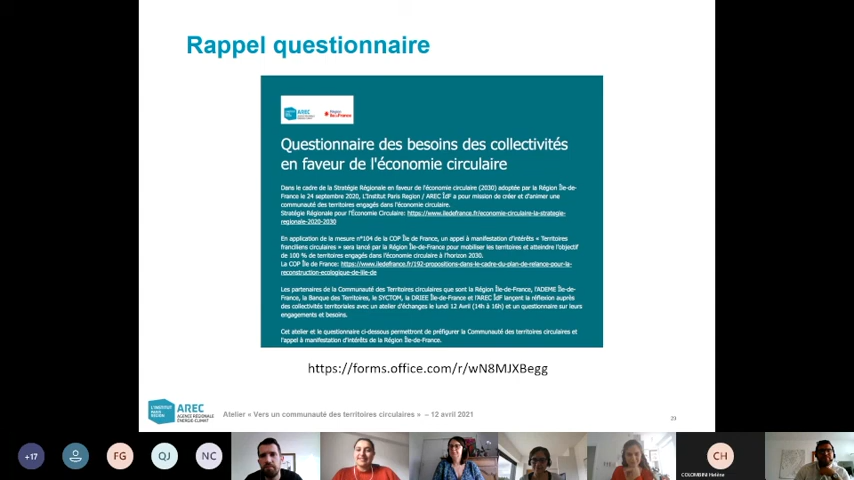 Rappel questionnaire
AREC
Région
îledeFrance
Questionnaire des besoins des collectivités
en faveur de l'économie circulaire
Dans le cadre de la Stratégie Régionale en faveur de l'économie circulaire (2030) adoptée par la Région Île-de-
France le 24 septembre 2020, L'Institut Paris Region / AREC ÎdF a pour mission de créer et d'animer une
communauté des territoires engagés dans l'économie circulaire.
Stratégie Régionale pour l'Économie Circulaire: https://www.iledefrance.fr/economie-circulaire-la-strategie-
regionale-2020-2030
En application de la mesure n°104 de la COP Île de France, un appel à manifestation d'intérêts « Territoires
franciliens circulaires » sera lancé par la Région Île-de-France pour mobiliser les territoires et atteindre l'objectif
de 100 % de territoires engagés dans l'économie circulaire à l'horizon 2030.
La COP Île de France: https://www.iledefrance.fr/192-propositions-dans-le-cadre-du-plan-de-relance-pour-la-
reconstruction-ecologique-de-lile-de
Les partenaires de la Communauté des Territoires circulaires que sont la Région Île-de-France, l'ADEME Île-de-
France, la Banque des Territoires, le SYCTOM, la DRIEE Île-de-France et l'AREC ÎdF lancent la réflexion auprès
des collectivités territoriales avec un atelier d'échanges le lundi 12 Avril (14h à 16h) et un questionnaire sur leurs
engagements et besoins.
Cet atelier et le questionnaire ci-dessous permettront de préfigurer la Communauté des territoires circulaires et
l'appel à manifestation d'intérêts de la Région Île-de-France.
https://forms.office.com/r/wN8MJXBegg
L'INSTITUT
PARIS
REGION
AREC
AGENCE RÉGIONALE
ÉNERGIE-CLIMAT
Atelier « Vers un communauté des territoires circulaires » – 12 avril 2021
+17
FG
QJ
NC
CH
COLOMBINI Hélène